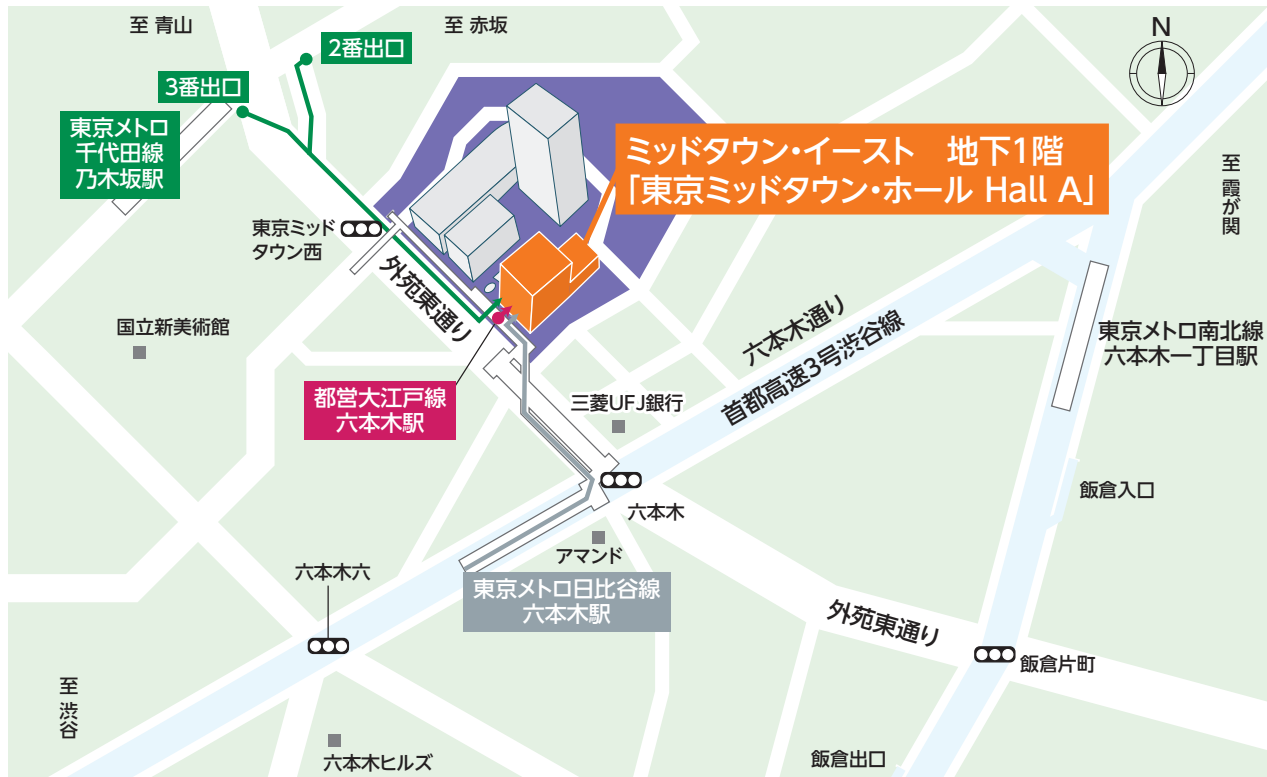 至 青山
至 赤坂
2番出口
N
3番出口
東京メトロ
千代田線
乃木坂駅
ミッドタウン・イースト　地下1階
「東京ミッドタウン・ホール Hall A」
至 霞が関
東京ミッド
タウン西
外苑東通り
国立新美術館
六本木通り
首都高速3号渋谷線
東京メトロ南北線
六本木一丁目駅
都営大江戸線
六本木駅
三菱UFJ銀行
飯倉入口
六本木
アマンド
六本木六
東京メトロ日比谷線
六本木駅
外苑東通り
飯倉片町
至 渋谷
六本木ヒルズ
飯倉出口